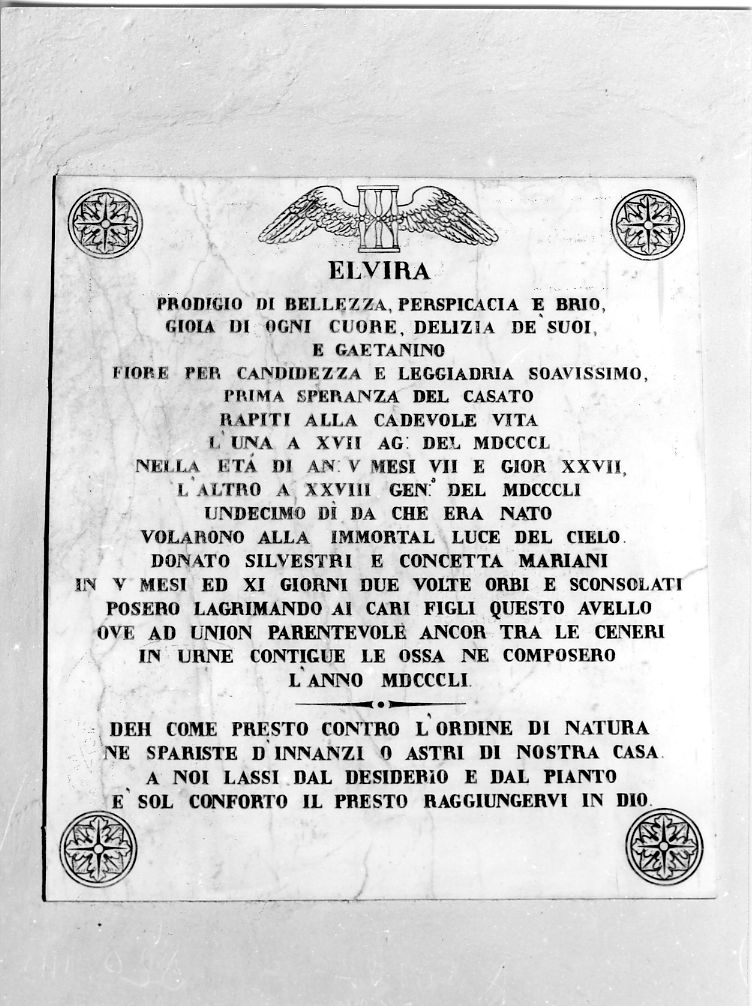 ELVIRA
PRODIGIO DI BELLEZZA, PERSPICACIA E BRIO,
GIOIA DI OGNI CUORE, DELIZIA DE' SUOI,
E GAETANINO
FIORE PER CANDIDEZZA E LEGGIADRIA SOAVISSIMO,
PRIMA SPERANZA DEL CASATO
RAPITI ALLA CADEVOLE VITA
L'UNA A XVII AG: DEL MDCCCL
NELLA ETÁ DI AN: V MESI VII E GIOR XXVII,
L'ALTRO A XXVIII GEN:° DEL MDCCCLI
UNDECIMO DÌ DA CHE ERA NATO
VOLARONO ALLA IMMORTAL LUCE DEL CIELO.
DONATO SILVESTRI E CONCETTA MARIANI
IN V MESI ED XI GIORNI DUE VOLTE ORBI E SCONSOLATI
POSERO LAGRIMANDO AI CARI FIGLI QUESTO AVELLO
OVE AD UNION PARENTEVOLE ANCOR TRA LE CENERI
IN URNE CONTIGUE LE OSSA NE COMPOSERO
L'ANNO MDCCCLI.
DEH COME PRESTO CONTRO L'ORDINE DI NATURA
NE SPARISTE D'INNANZI O ASTRI DI NOSTRA CASA.
A NOI LASSI DAL DESIDERIO E DAL PIANTO
E' SOL CONFORTO IL PRESTO RAGGIUNGERVI IN DIO.